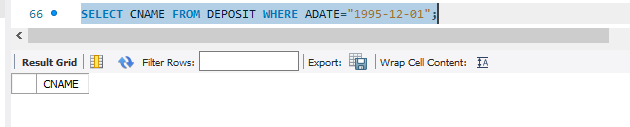 66 SELECT CNAME FROM DEPOSIT WHERE ADATE="1995-12-01";
Result Grid Filter Rows: Export: Wrap Cell Content: IA
CNAME